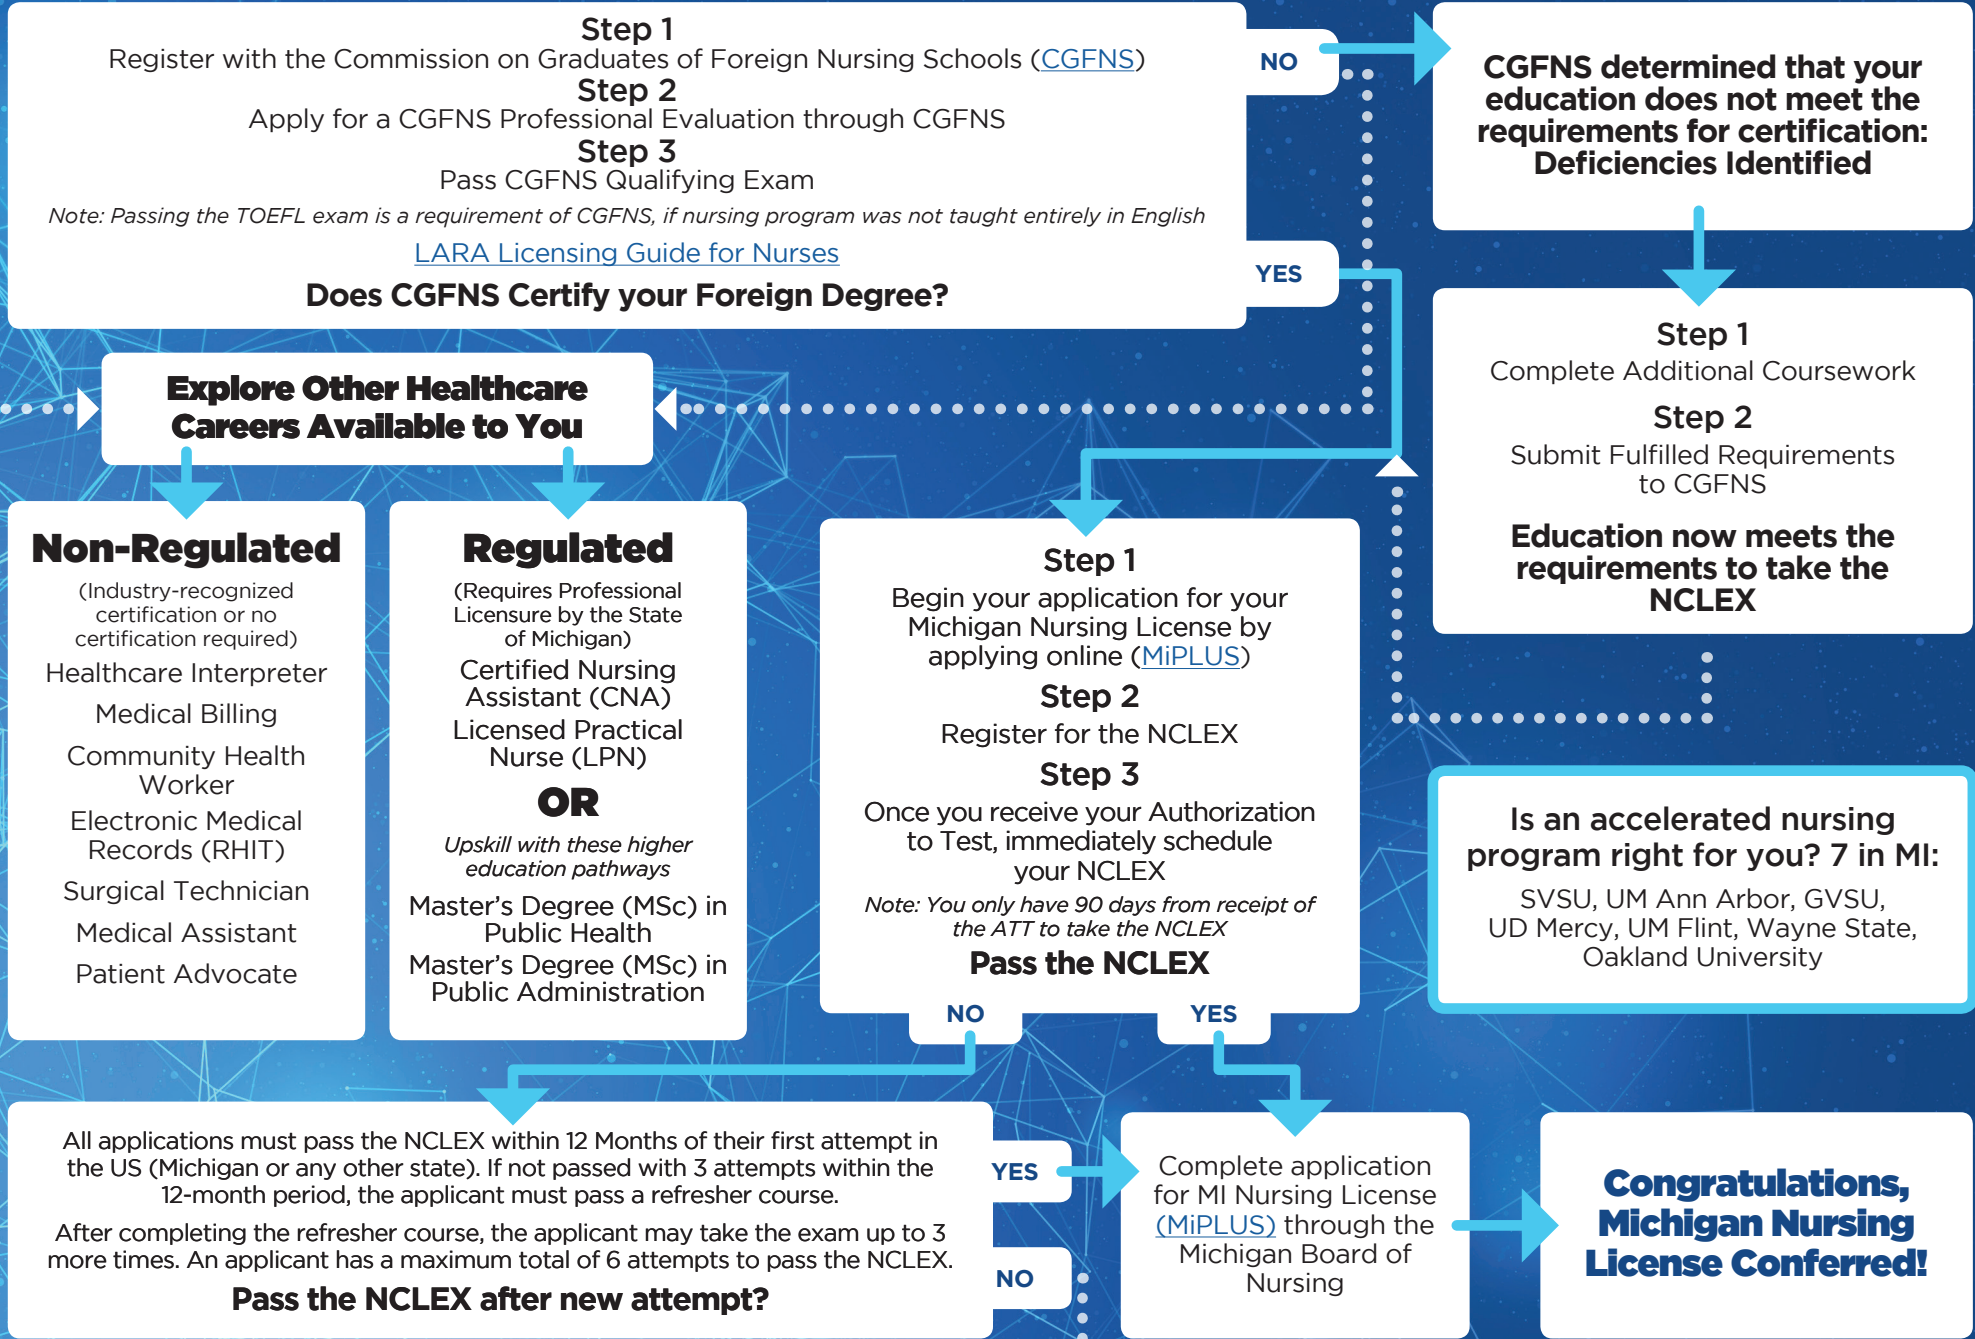 Step 1
Register with the Commission on Graduates of Foreign Nursing Schools (CGFNS)
Step 2
Apply for a CGFNS Professional Evaluation through CGFNS
Step 3
Pass CGFNS Qualifying Exam
Note: Passing the TOEFL exam is a requirement of CGFNS, if nursing program was not taught entirely in English
LARA Licensing Guide for Nurses
Does CGFNS Certify your Foreign Degree?
NO
YES
CGFNS determined that your
education does not meet the
requirements for certification:
Deficiencies Identified
Step 1
Complete Additional Coursework
Step 2
Submit Fulfilled Requirements
to CGFNS
Education now meets the
requirements to take the
NCLEX
Explore Other Healthcare
Careers Available to You
Non-Regulated
(Industry-recognized
certification or no
certification required)
Healthcare Interpreter
Medical Billing
Community Health
Worker
Electronic Medical
Records (RHIT)
Surgical Technician
Medical Assistant
Patient Advocate
Regulated
(Requires Professional
Licensure by the State
of Michigan)
Certified Nursing
Assistant (CNA)
Licensed Practical
Nurse (LPN)
OR
Upskill with these higher
education pathways
Master's Degree (MSc) in
Public Health
Master's Degree (MSc) in
Public Administration
Step 1
Begin your application for your
Michigan Nursing License by
applying online (MiPLUS)
Step 2
Register for the NCLEX
Step 3
Once you receive your Authorization
to Test, immediately schedule
your NCLEX
Note: You only have 90 days from receipt of
the ATT to take the NCLEX
Pass the NCLEX
NO
YES
Is an accelerated nursing
program right for you? 7 in MI:
SVSU, UM Ann Arbor, GVSU,
UD Mercy, UM Flint, Wayne State,
Oakland University
All applications must pass the NCLEX within 12 Months of their first attempt in
the US (Michigan or any other state). If not passed with 3 attempts within the
12-month period, the applicant must pass a refresher course.
After completing the refresher course, the applicant may take the exam up to 3
more times. An applicant has a maximum total of 6 attempts to pass the NCLEX.
Pass the NCLEX after new attempt?
YES
NO
Complete application
for MI Nursing License
(MiPLUS) through the
Michigan Board of
Nursing
Congratulations,
Michigan Nursing
License Conferred!